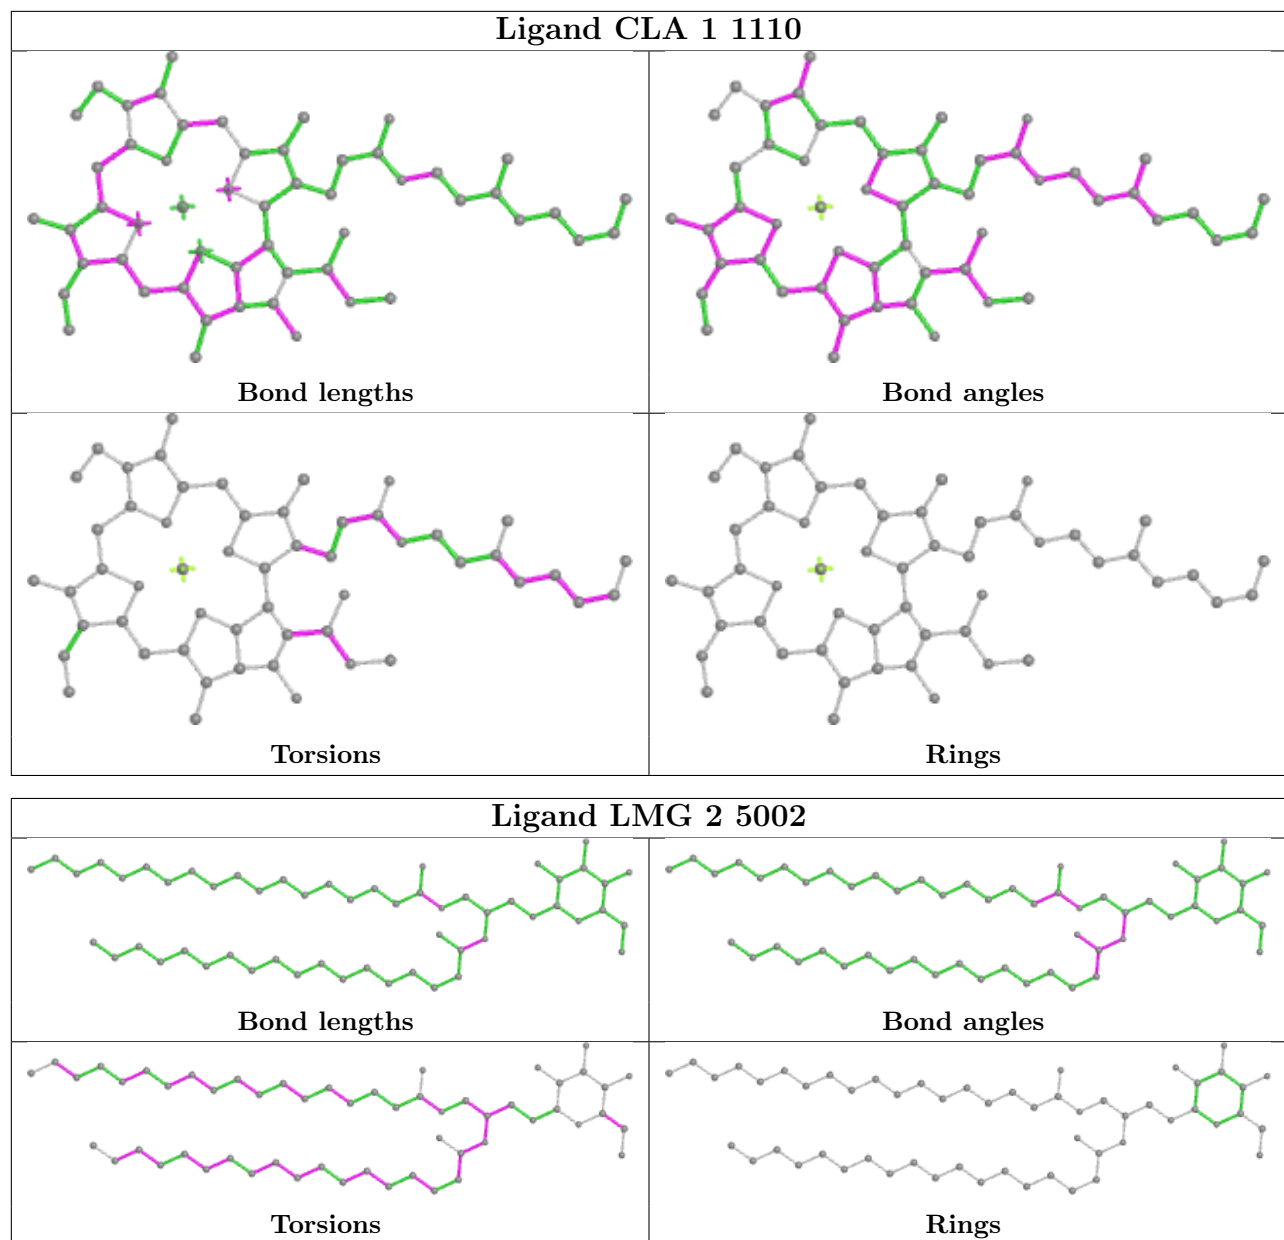 Ligand CLA 1 1110
Bond lengths
Bond angles
Torsions
Rings
Ligand LMG 2 5002
Bond lengths
Bond angles
Torsions
Rings